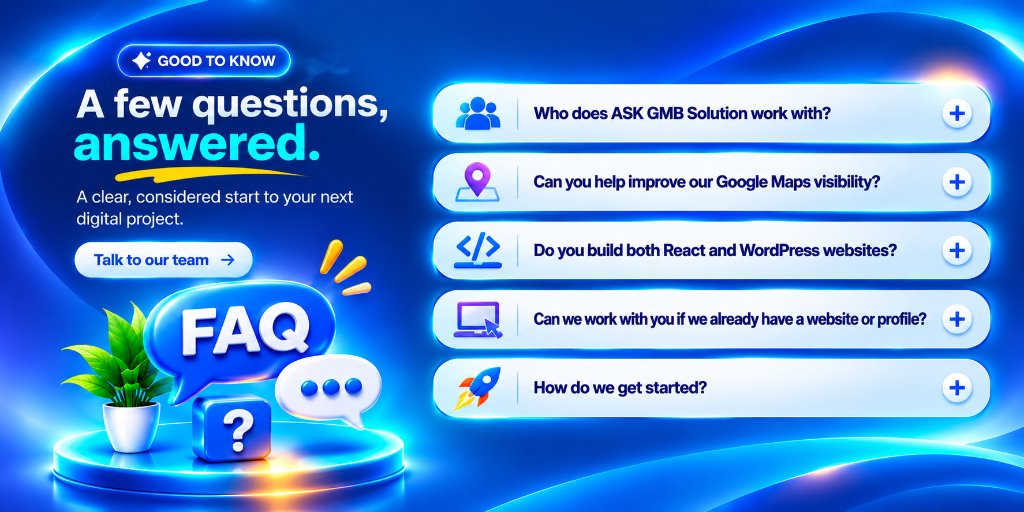 GOOD TO KNOW
A few questions,
answered.
A clear, considered start to your next
digital project.
Talk to our team →
FAQ
?
Who does ASK GMB Solution work with?
Can you help improve our Google Maps visibility?
Do you build both React and WordPress websites?
Can we work with you if we already have a website or profile?
How do we get started?